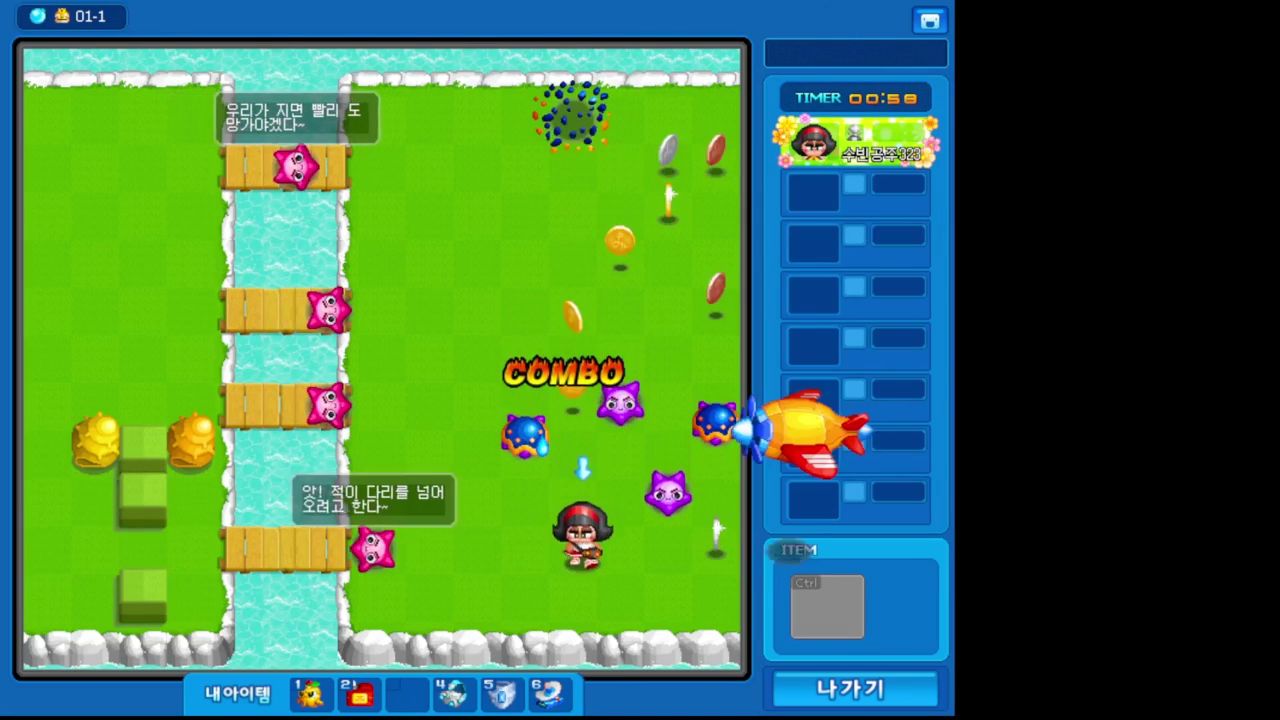 01-1
TIMER 00:58
수빈공주323
우리가 지면 빨리 도
망가야겠다~
COMBO
앗! 적이 다리를 넘어
오려고 한다~
ITEM
Ctrl
내아이템
1
2
4
5
6
나가기